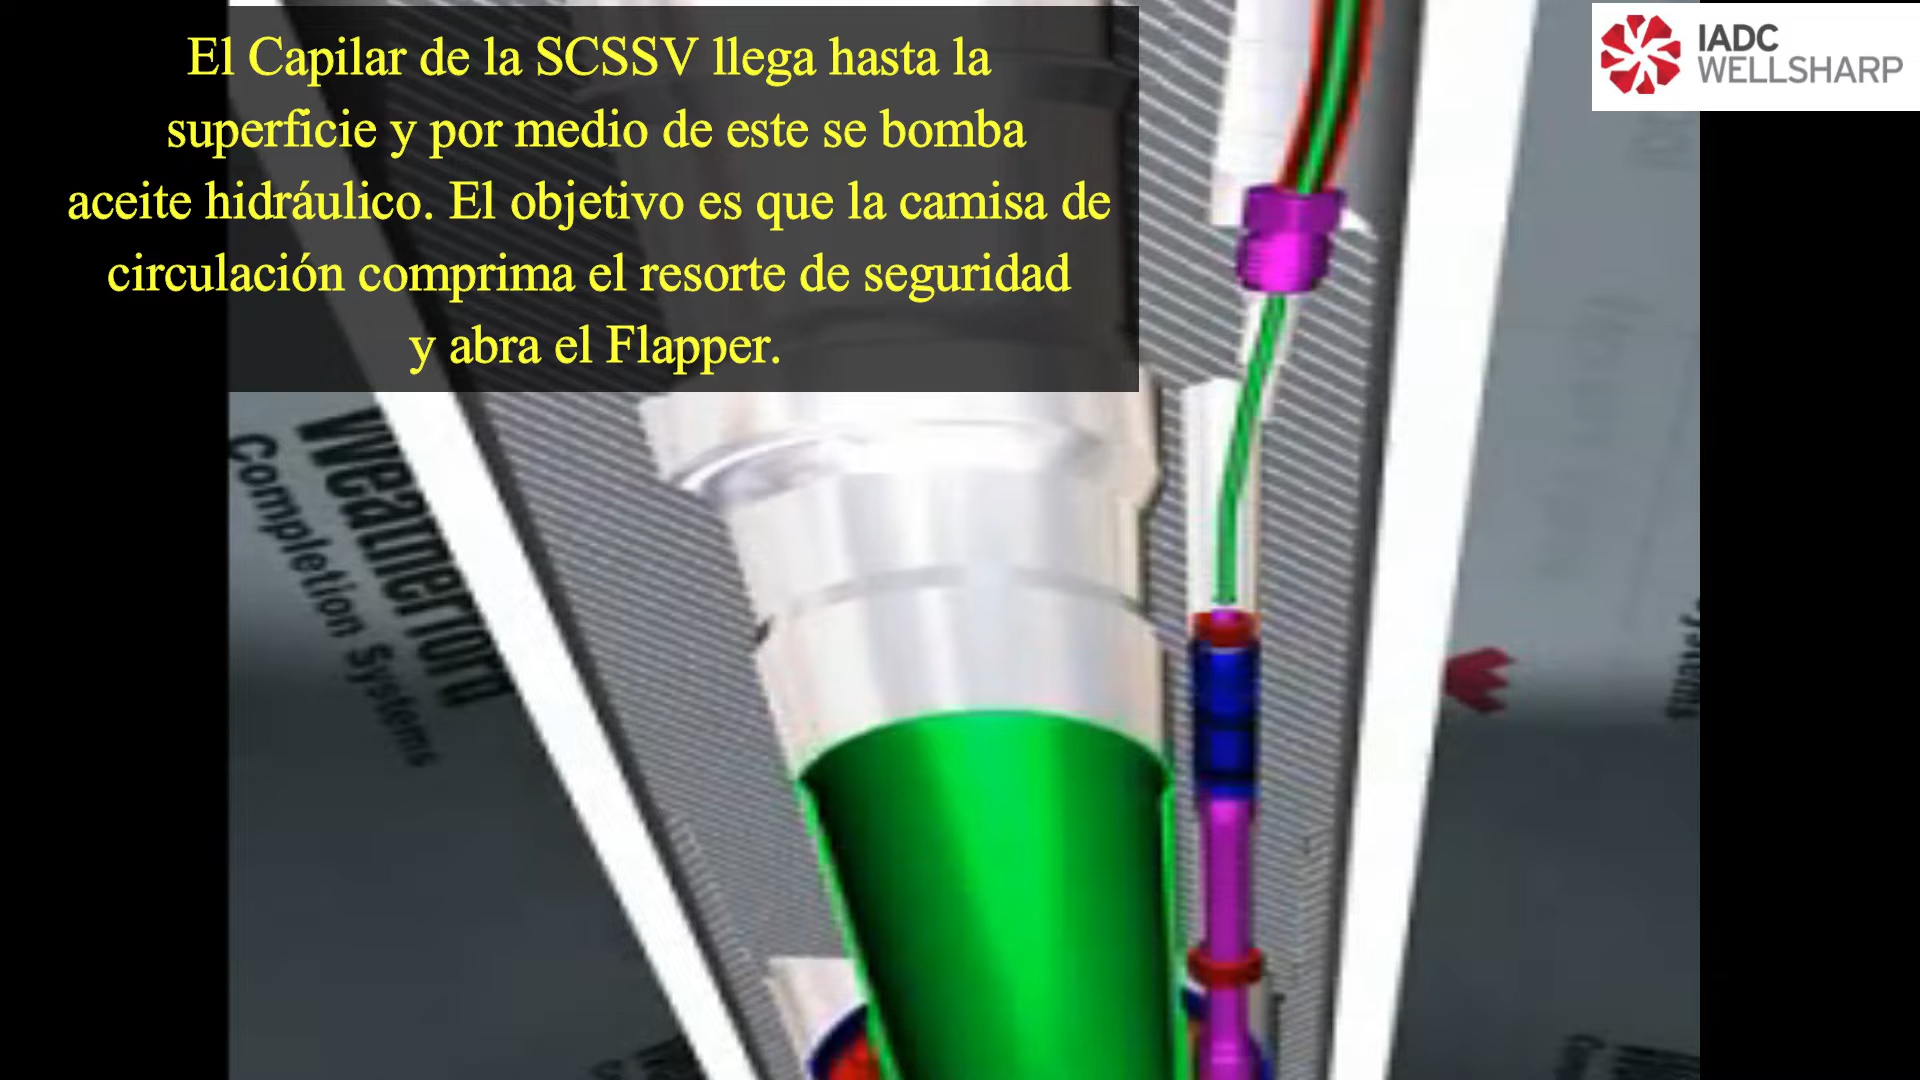 El Capilar de la SCSSV llega hasta la
superficie y por medio de este se bomba
aceite hidráulico. El objetivo es que la camisa de
circulación comprima el resorte de seguridad
y abra el Flapper.
IADC
WELLSHARP
Weatherford
Completion Systems